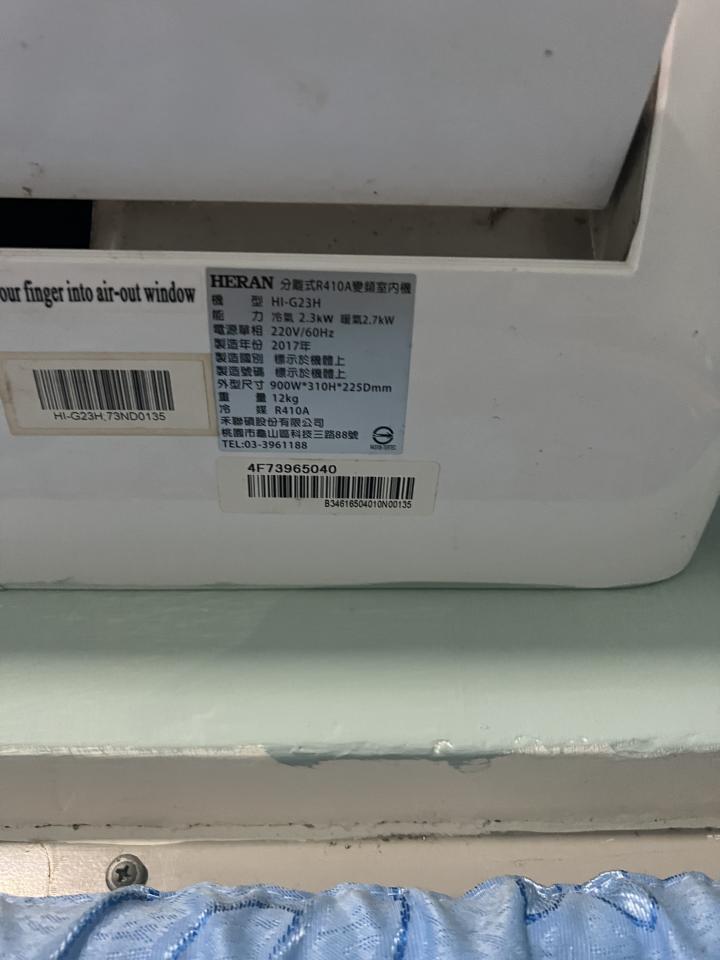 our finger into air-out window
HERAN 分離式R410A變頻室內機
機 型 HI-G23H
能 力 冷氣 2.3kW 暖氣2.7kW
電源單相 220V/60Hz
製造年份 2017年
製造國別 標示於機體上
製造號碼 標示於機體上
外型尺寸 900W*310H*225Dmm
重 量 12kg
冷 媒 R410A
禾聯碩股份有限公司
桃園市龜山區科技三路88號
TEL:03-3961188
HI-G23H,73ND0135
4F73965040
B34616504010N00135